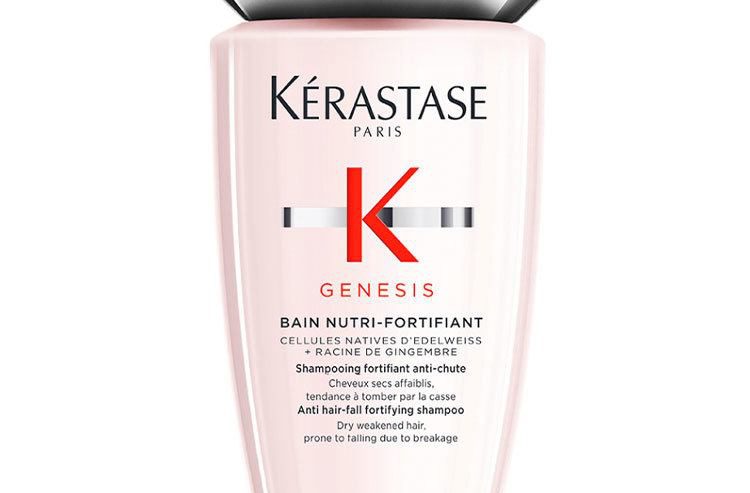 KÉRASTASE
PARIS
K
GENESIS
BAIN NUTRI-FORTIFIANT
CELLULES NATIVES D'EDELWEISS
+ RACINE DE GINGEMBRE
Shampooing fortifiant anti-chute
Cheveux secs affaiblis,
tendance à tomber par la casse
Anti hair-fall fortifying shampoo
Dry weakened hair,
prone to falling due to breakage